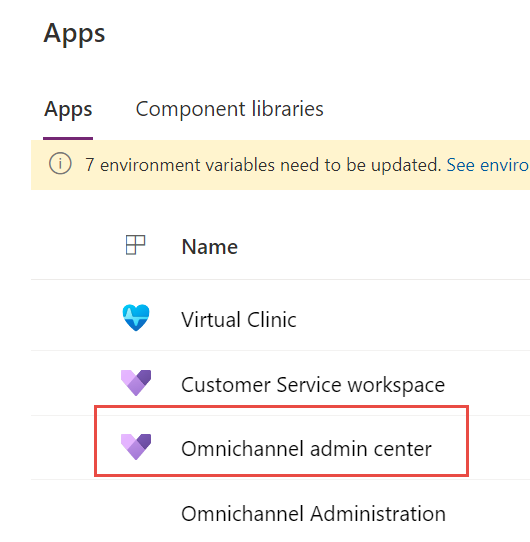 Apps
Apps Component libraries
7 environment variables need to be updated. See enviro
Name
Virtual Clinic
Customer Service workspace
Omnichannel admin center
Omnichannel Administration